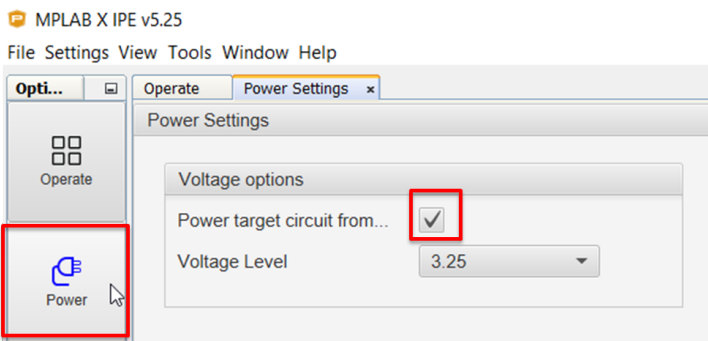 MPLAB X IPE v5.25
File Settings View Tools Window Help
Opti...
Operate
Power Settings x
Power Settings
Operate
Voltage options
Power target circuit from...
Voltage Level
3.25
Power